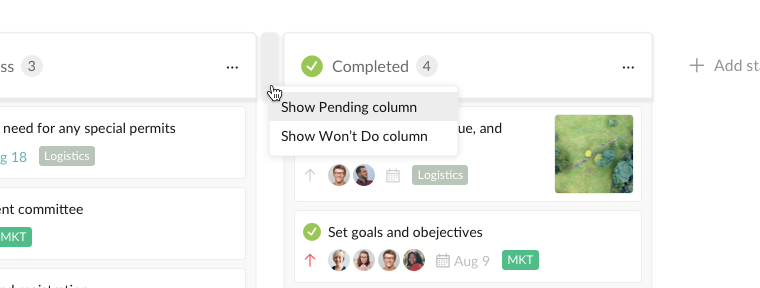 ss 3 ...
Completed 4 ...
Add st
Show Pending column
Show Won't Do column
need for any special permits
g 18 Logistics
ue, and
Logistics
ent committee
MKT
Set goals and obejectives
Aug 9 MKT